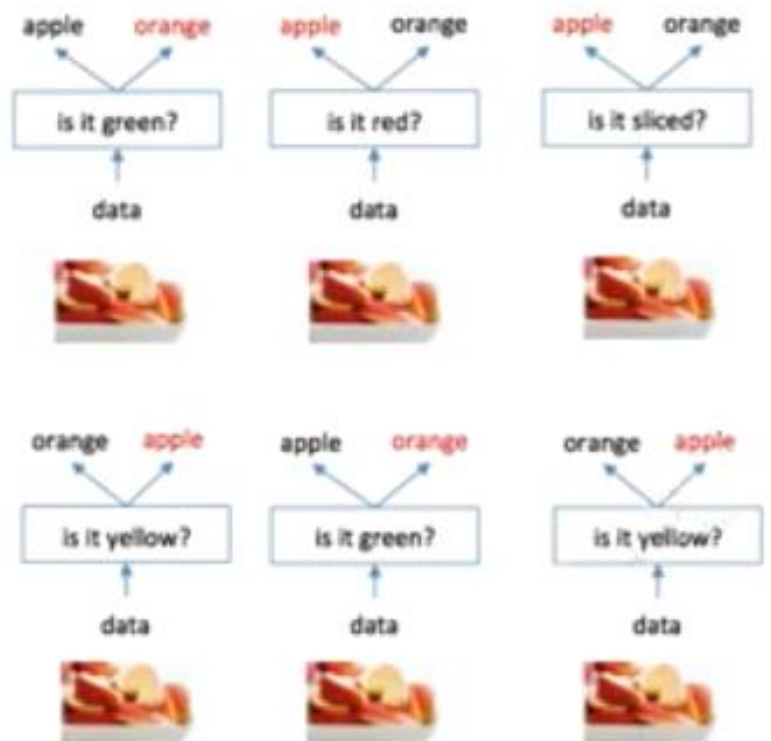 apple orange apple orange apple orange
is it green? is it red? is it sliced?
data data data
orange apple apple orange orange apple
is it yellow? is it green? is it yellow?
data data data